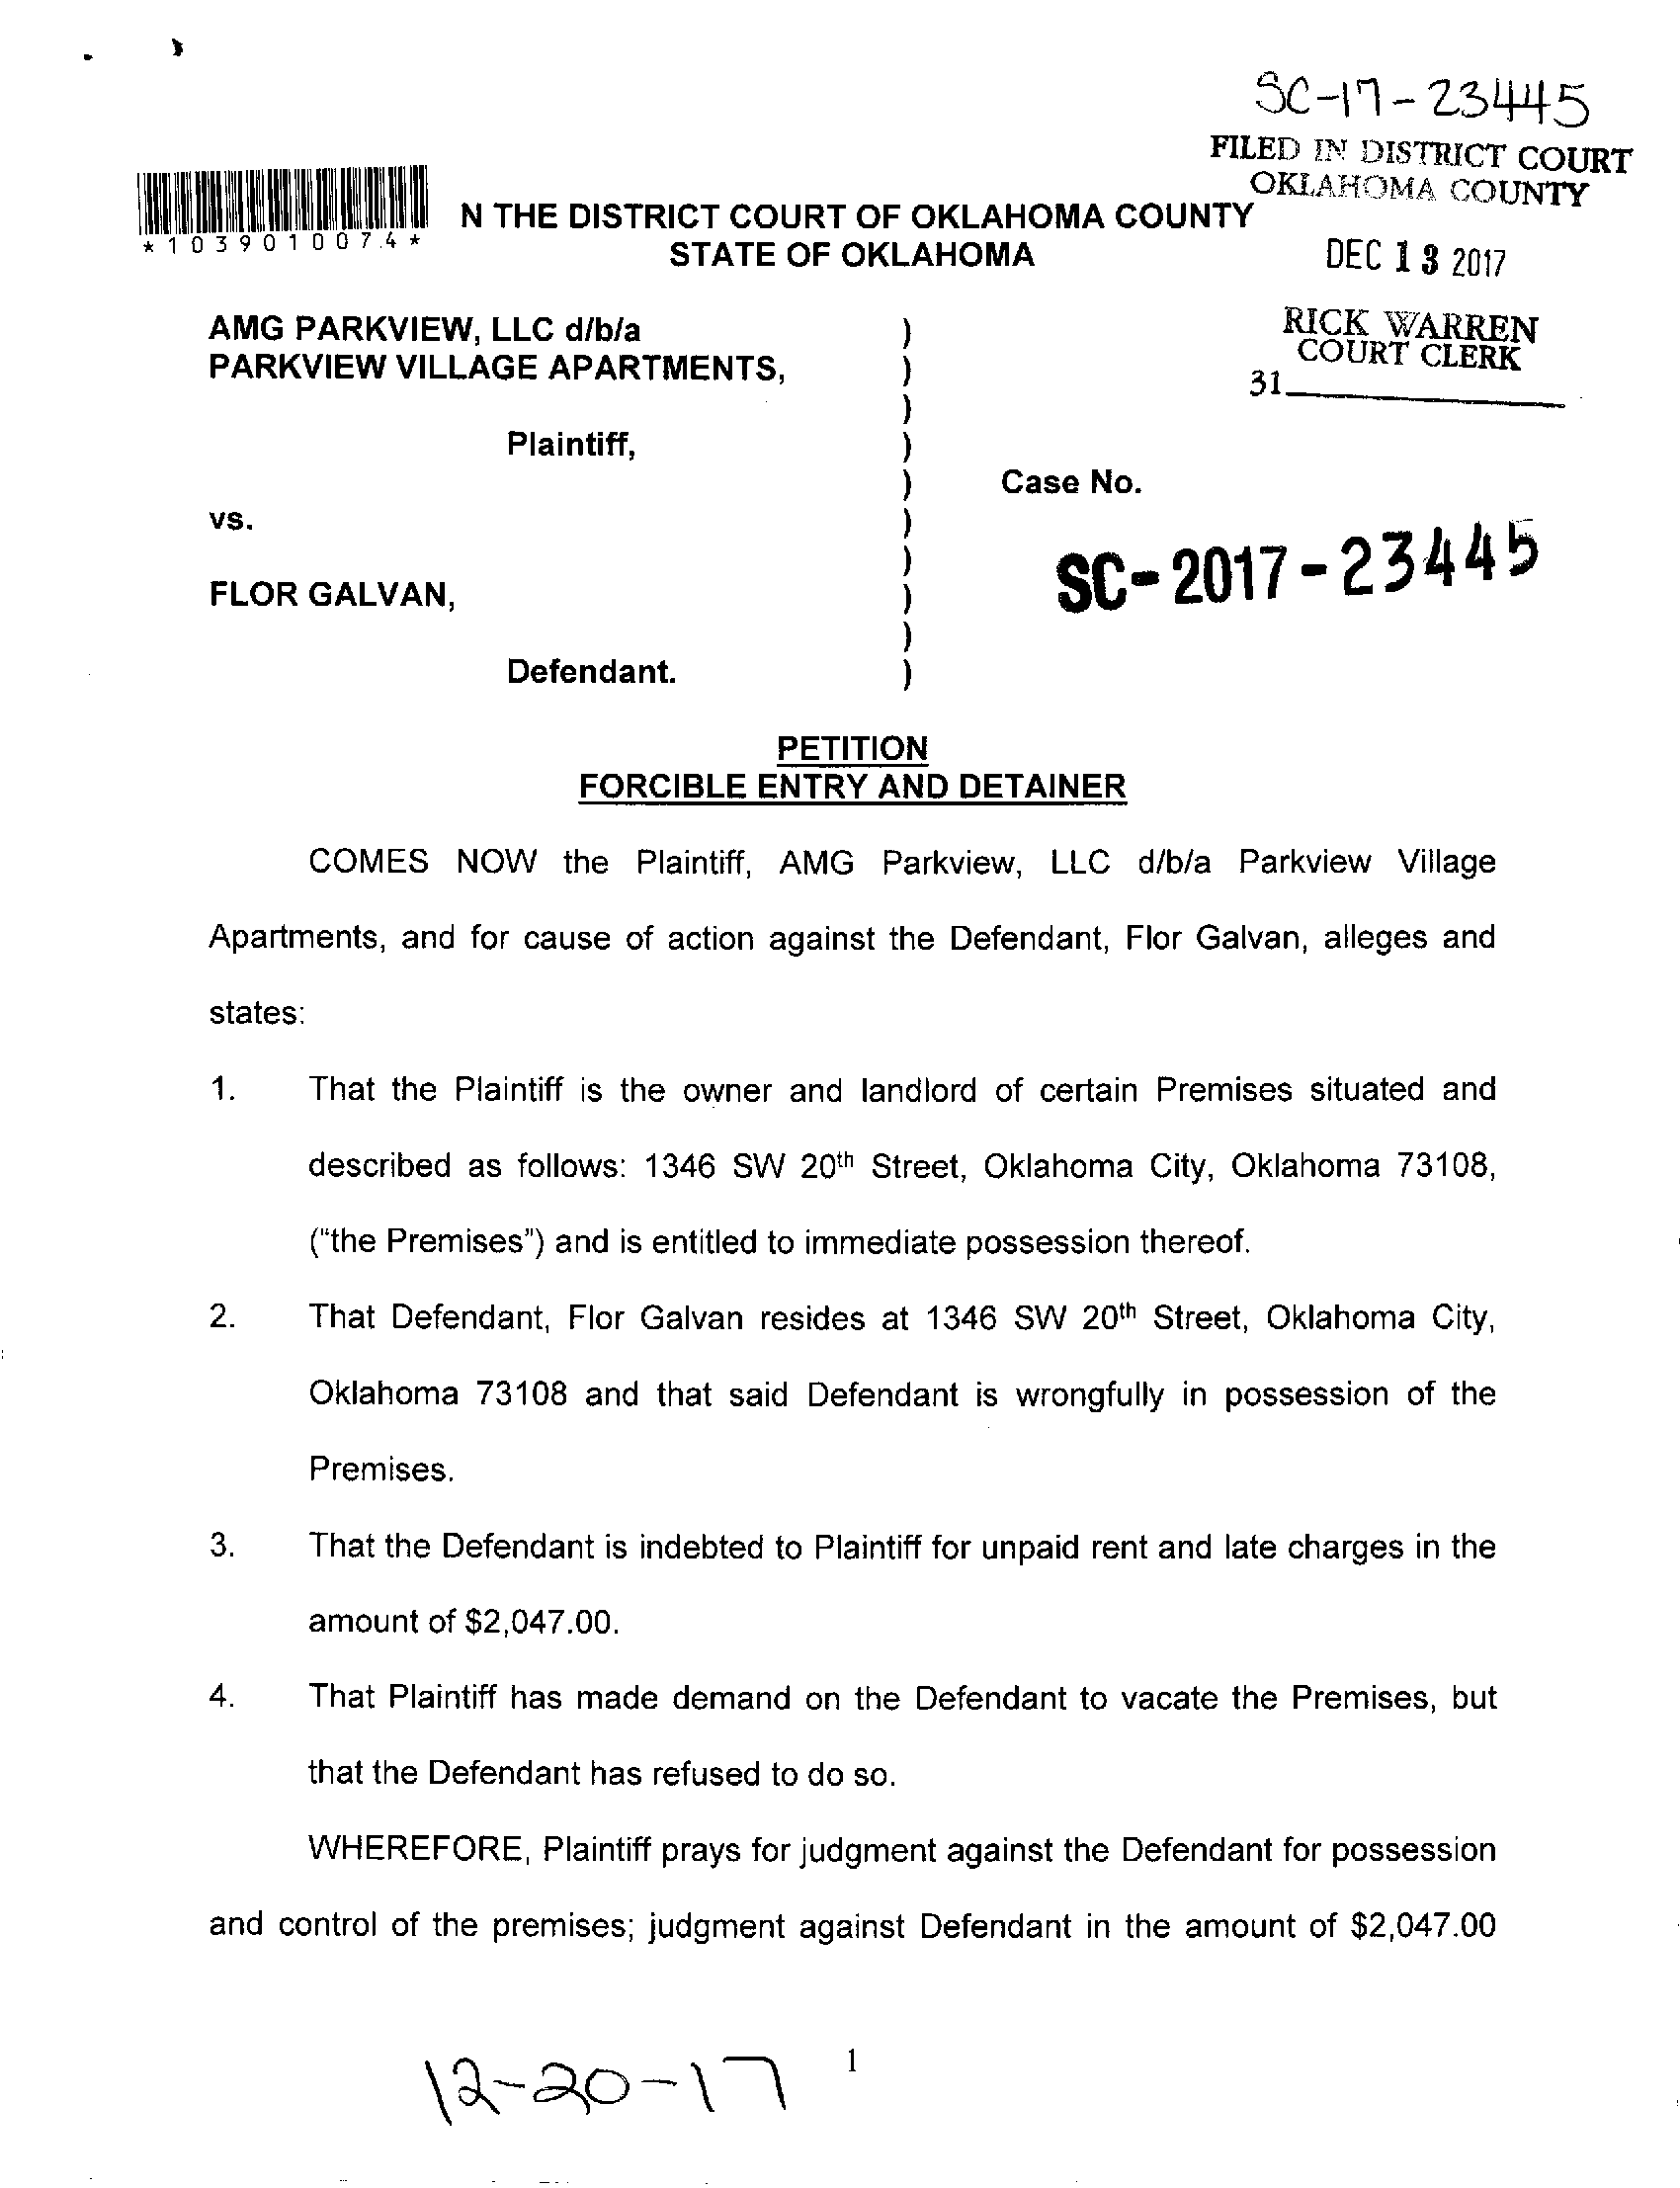 SC-17-23445
FILED IN DISTRICT COURT
OKLAHOMA COUNTY
*1039010074*
N THE DISTRICT COURT OF OKLAHOMA COUNTY
STATE OF OKLAHOMA
DEC 13 2017
RICK WARREN
COURT CLERK
31
AMG PARKVIEW, LLC d/b/a )
PARKVIEW VILLAGE APARTMENTS, )
)
Plaintiff, )
) Case No.
vs. )
) SC-2017-23445
FLOR GALVAN, )
)
Defendant. )
PETITION
FORCIBLE ENTRY AND DETAINER
COMES NOW the Plaintiff, AMG Parkview, LLC d/b/a Parkview Village
Apartments, and for cause of action against the Defendant, Flor Galvan, alleges and
states:
1. That the Plaintiff is the owner and landlord of certain Premises situated and
described as follows: 1346 SW 20th Street, Oklahoma City, Oklahoma 73108,
("the Premises") and is entitled to immediate possession thereof.
2. That Defendant, Flor Galvan resides at 1346 SW 20th Street, Oklahoma City,
Oklahoma 73108 and that said Defendant is wrongfully in possession of the
Premises.
3. That the Defendant is indebted to Plaintiff for unpaid rent and late charges in the
amount of $2,047.00.
4. That Plaintiff has made demand on the Defendant to vacate the Premises, but
that the Defendant has refused to do so.
WHEREFORE, Plaintiff prays for judgment against the Defendant for possession
and control of the premises; judgment against Defendant in the amount of $2,047.00
1
12-20-17